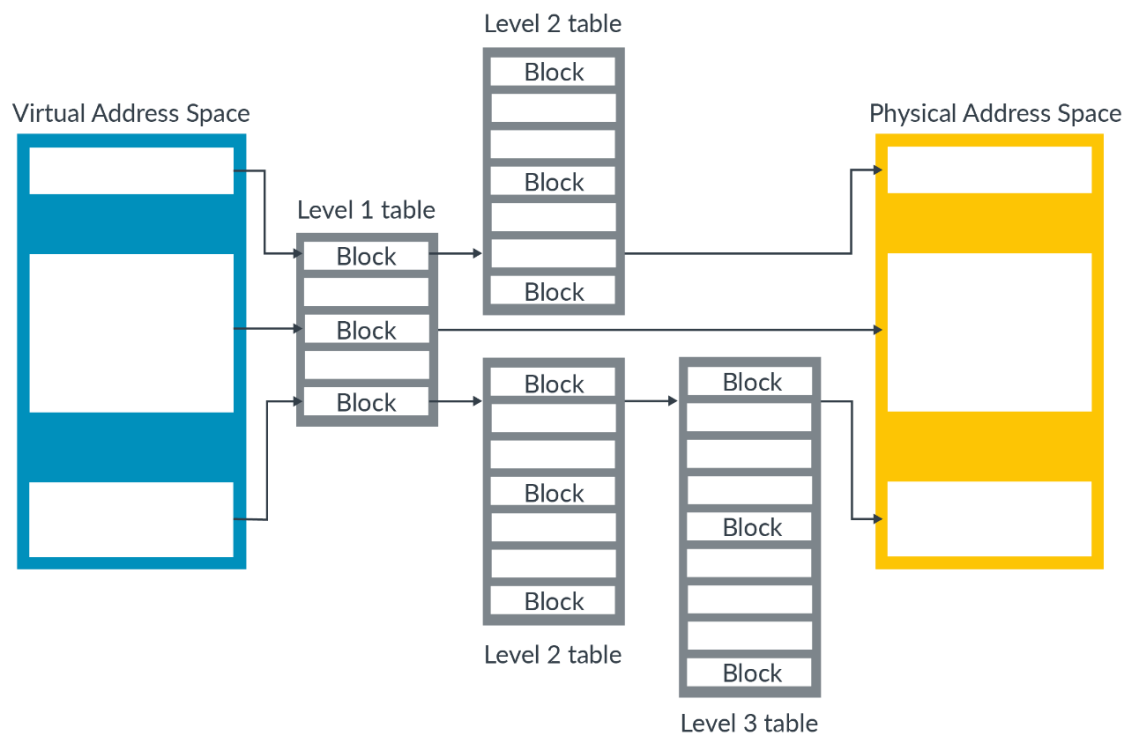 Level 2 table
Block
Block
Block
Virtual Address Space
Physical Address Space
Level 1 table
Block
Block
Block
Block
Block
Block
Level 2 table
Block
Block
Block
Level 3 table